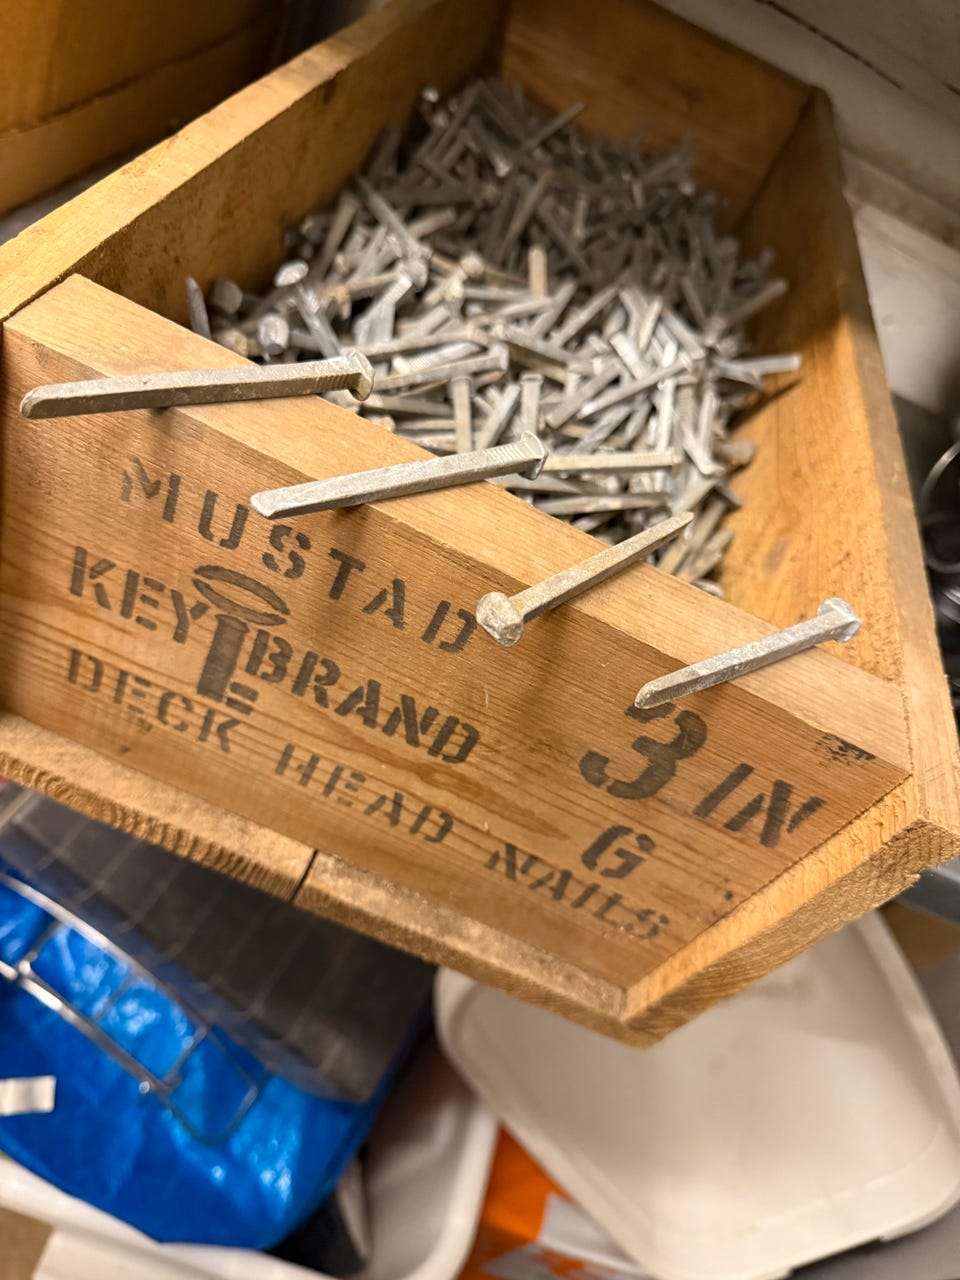 MUSTAD
KEY BRAND
DECK HEAD NAILS
3 IN
G